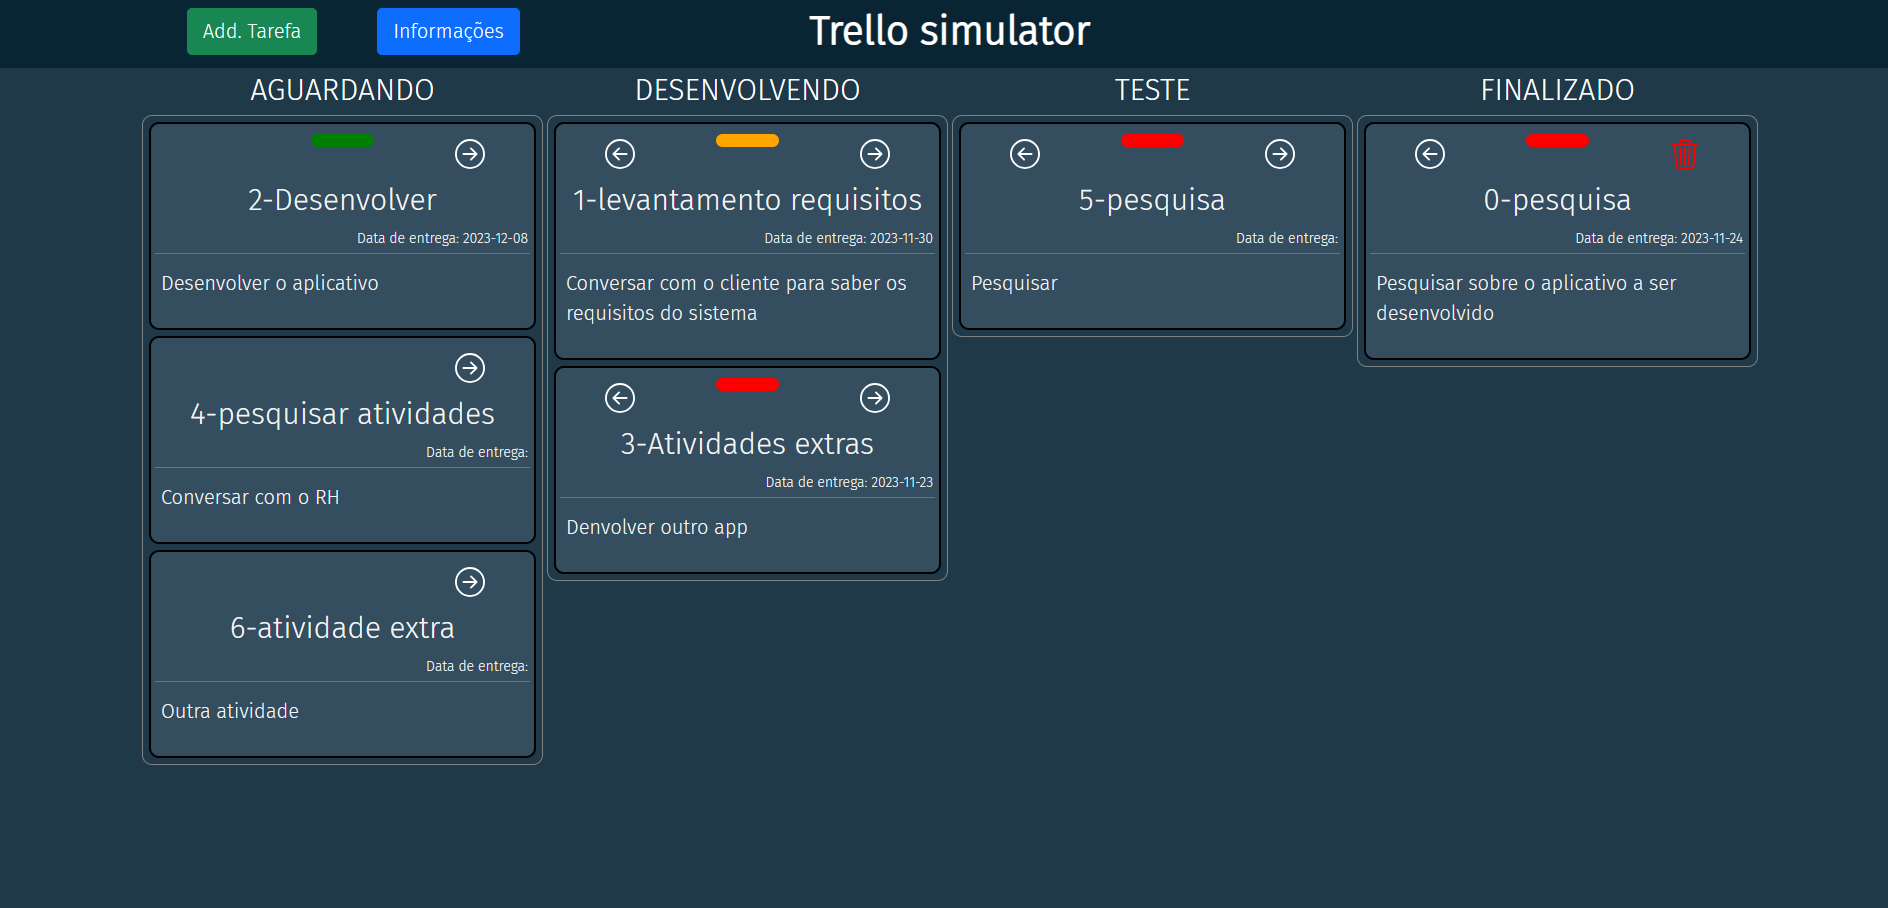 Add. Tarefa
Informações
Trello simulator
AGUARDANDO
2-Desenvolver
Data de entrega: 2023-12-08
Desenvolver o aplicativo
4-pesquisar atividades
Data de entrega:
Conversar com o RH
6-atividade extra
Data de entrega:
Outra atividade
DESENVOLVENDO
1-levantamento requisitos
Data de entrega: 2023-11-30
Conversar com o cliente para saber os
requisitos do sistema
3-Atividades extras
Data de entrega: 2023-11-23
Denvolver outro app
TESTE
5-pesquisa
Data de entrega:
Pesquisar
FINALIZADO
0-pesquisa
Data de entrega: 2023-11-24
Pesquisar sobre o aplicativo a ser
desenvolvido